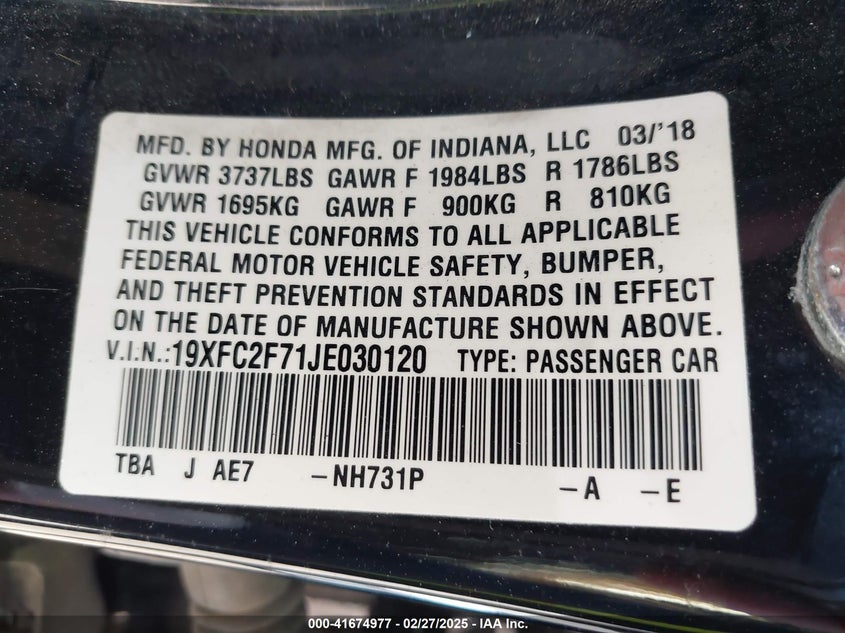 MFD. BY HONDA MFG. OF INDIANA, LLC 03/'18
GVWR 3737LBS GAWR F 1984LBS R 1786LBS
GVWR 1695KG GAWR F 900KG R 810KG
THIS VEHICLE CONFORMS TO ALL APPLICABLE
FEDERAL MOTOR VEHICLE SAFETY, BUMPER,
AND THEFT PREVENTION STANDARDS IN EFFECT
ON THE DATE OF MANUFACTURE SHOWN ABOVE.
V.I.N.:19XFC2F71JE030120 TYPE: PASSENGER CAR
TBA J AE7 -NH731P -A -E
000-41674977 - 02/27/2025 - IAA Inc.